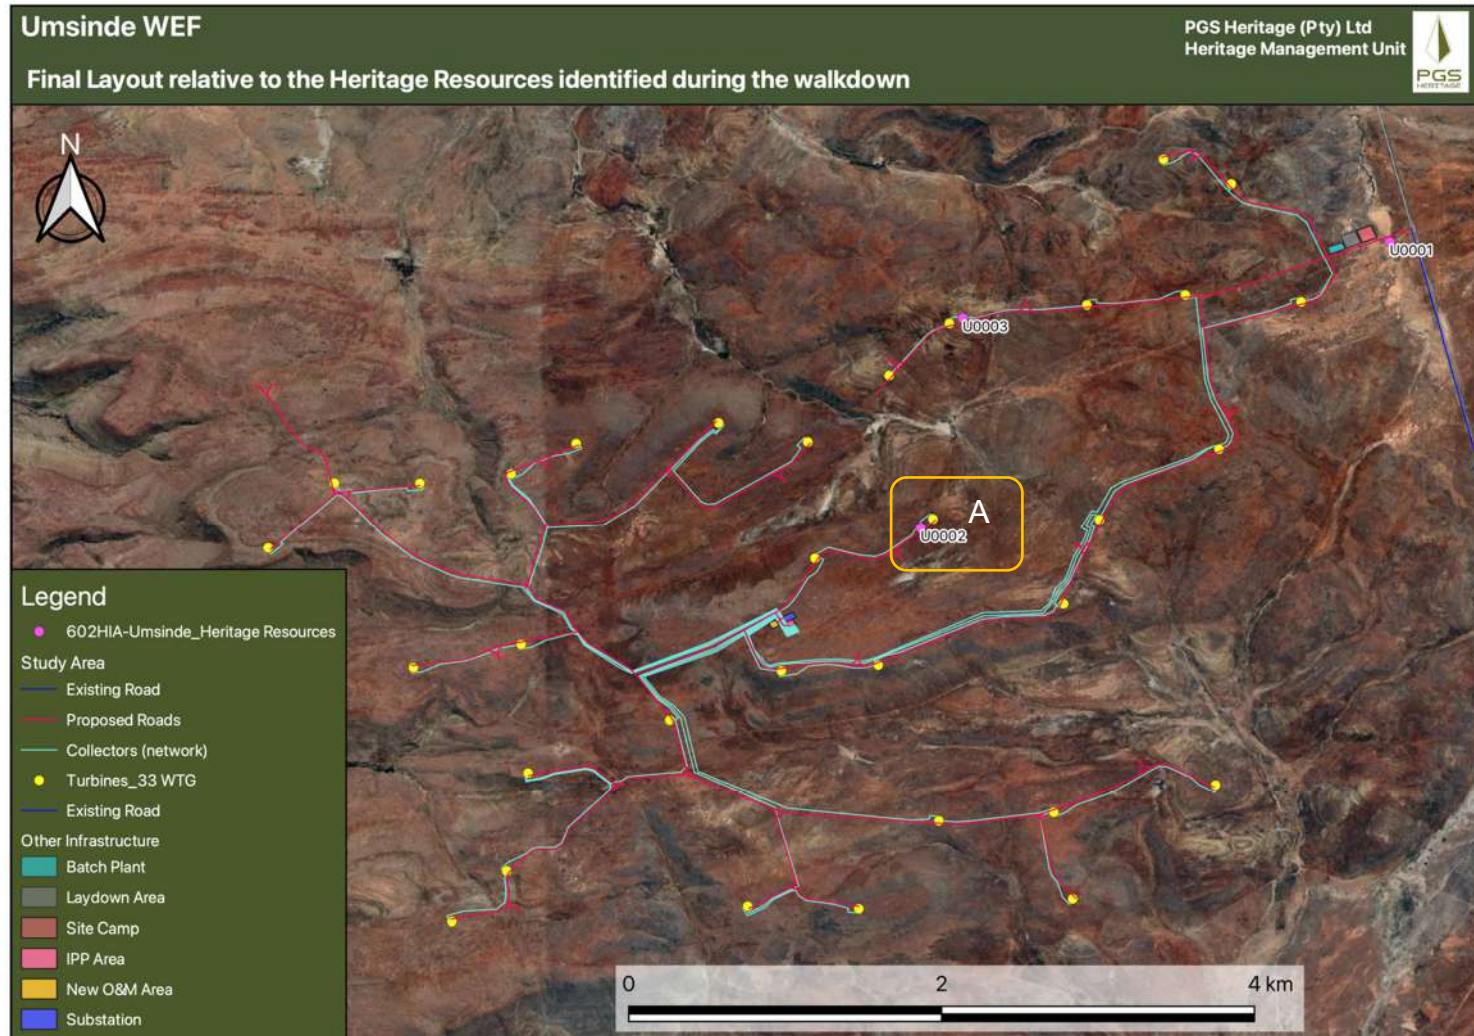 Umsinde WEF
PGS Heritage (Pty) Ltd
Heritage Management Unit
PGS
HERITAGE
Final Layout relative to the Heritage Resources identified during the walkdown
N
U0001
U0003
A
U0002
Legend
602HIA-Umsinde_Heritage Resources
Study Area
Existing Road
Proposed Roads
Collectors (network)
Turbines_33 WTG
Existing Road
Other Infrastructure
Batch Plant
Laydown Area
Site Camp
IPP Area
New O&M Area
Substation
0 2 4 km